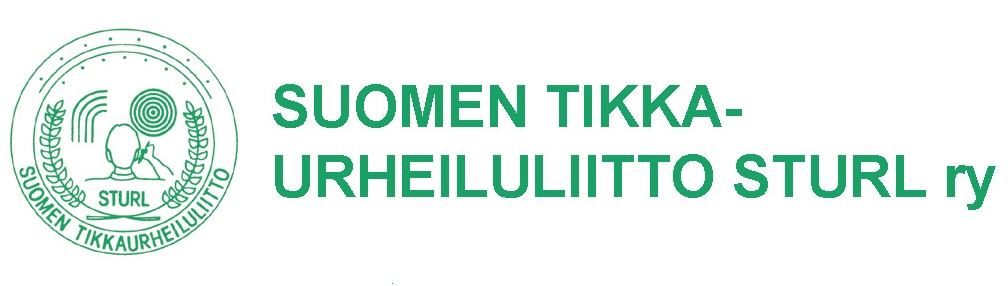 STURL
SUOMEN TIKKAURHEILULIITTO
SUOMEN TIKKA-
URHEILULIITTO STURL ry